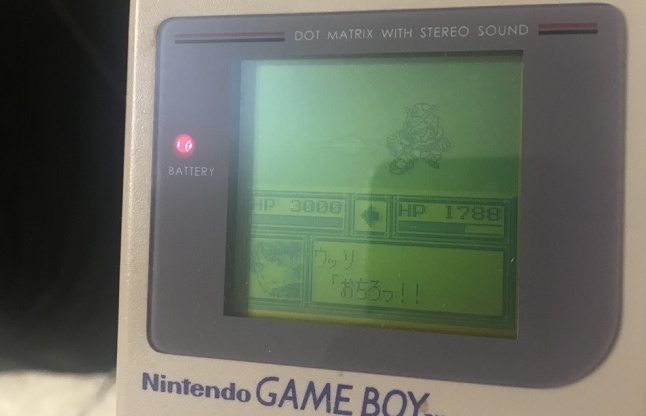 DOT MATRIX WITH STEREO SOUND
BATTERY
HP 3000
HP 1788
ウッソ
「おちろっ!!
Nintendo GAME BOY